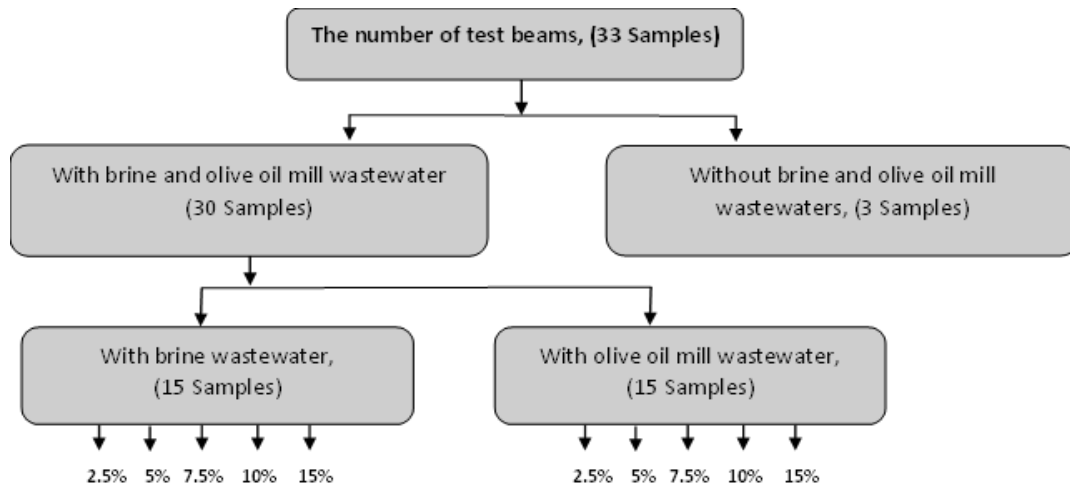 The number of test beams, (33 Samples)
With brine and olive oil mill wastewater
(30 Samples)
Without brine and olive oil mill
wastewaters, (3 Samples)
With brine wastewater,
(15 Samples)
With olive oil mill wastewater,
(15 Samples)
2.5% 5% 7.5% 10% 15%
2.5% 5% 7.5% 10% 15%